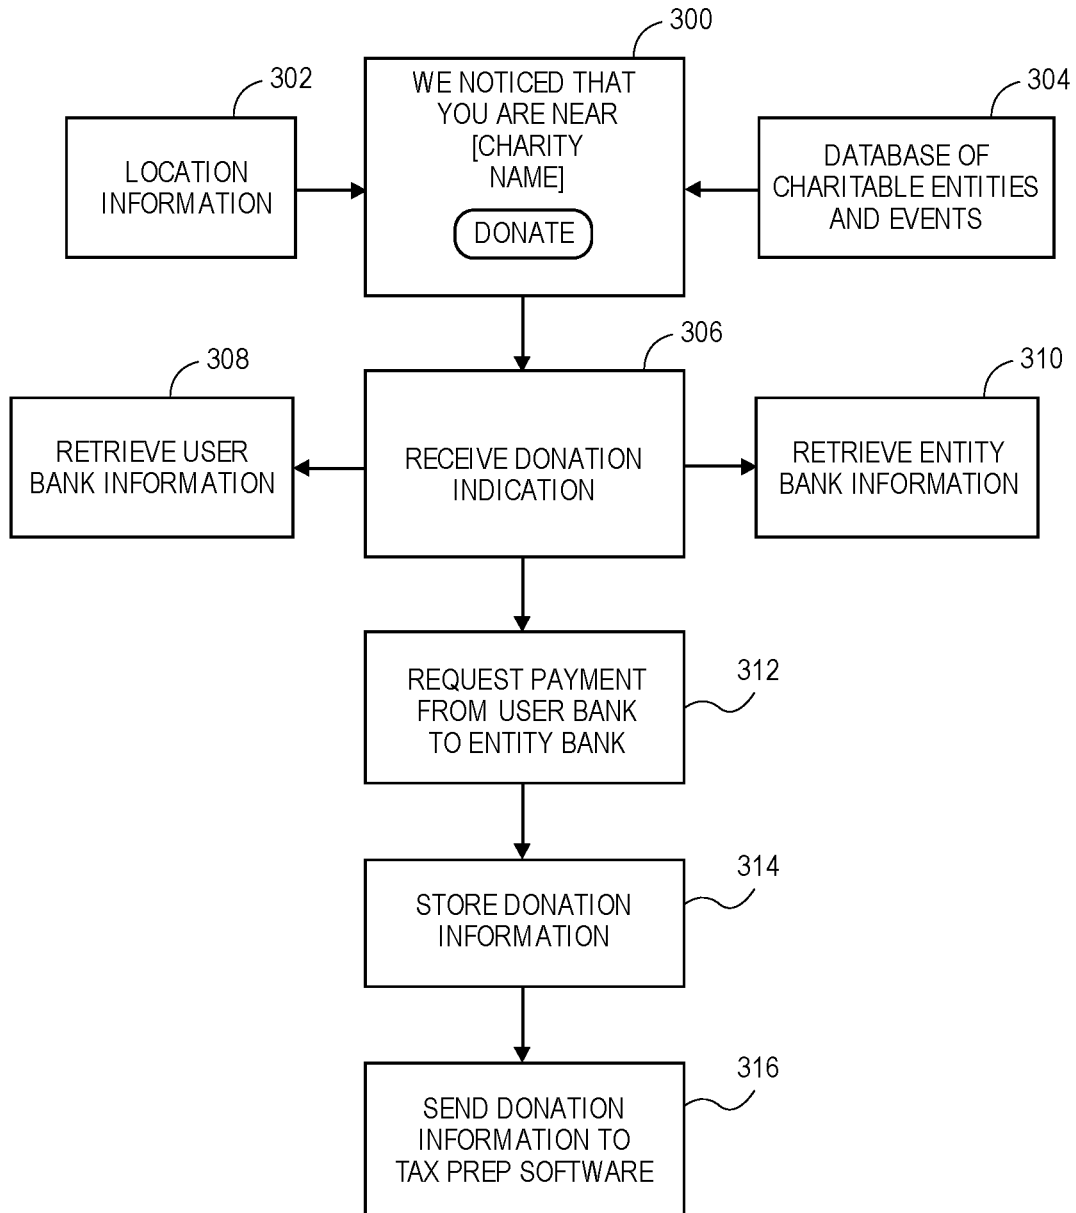 300
WE NOTICED THAT
YOU ARE NEAR
[CHARITY
NAME]
DONATE
302
LOCATION
INFORMATION
304
DATABASE OF
CHARITABLE ENTITIES
AND EVENTS
306
RECEIVE DONATION
INDICATION
308
RETRIEVE USER
BANK INFORMATION
310
RETRIEVE ENTITY
BANK INFORMATION
312
REQUEST PAYMENT
FROM USER BANK
TO ENTITY BANK
314
STORE DONATION
INFORMATION
316
SEND DONATION
INFORMATION TO
TAX PREP SOFTWARE